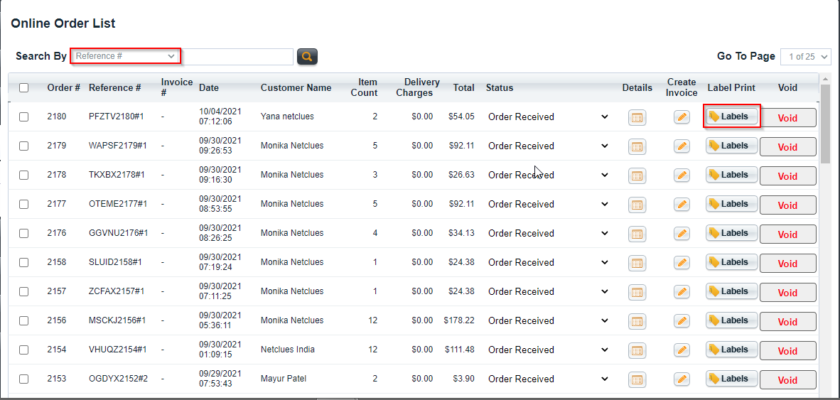 Online Order List
Search By Reference # Go To Page 1 of 25
Order # Reference # Invoice # Date Customer Name Item Count Delivery Charges Total Status Details Create Invoice Label Print Void
2180 PFZTV2180#1 - 10/04/2021 07:12:06 Yana netclues 2 $0.00 $54.05 Order Received Labels Void
2179 WAPSF2179#1 - 09/30/2021 09:26:53 Monika Netclues 5 $0.00 $92.11 Order Received Labels Void
2178 TKXBX2178#1 - 09/30/2021 09:16:30 Monika Netclues 3 $0.00 $26.63 Order Received Labels Void
2177 OTEME2177#1 - 09/30/2021 08:53:55 Monika Netclues 5 $0.00 $92.11 Order Received Labels Void
2176 GGVNU2176#1 - 09/30/2021 08:26:25 Monika Netclues 4 $0.00 $34.13 Order Received Labels Void
2158 SLUID2158#1 - 09/30/2021 07:19:24 Monika Netclues 1 $0.00 $24.38 Order Received Labels Void
2157 ZCFAX2157#1 - 09/30/2021 07:11:25 Monika Netclues 1 $0.00 $24.38 Order Received Labels Void
2156 MSCKJ2156#1 - 09/30/2021 05:36:11 Monika Netclues 12 $0.00 $178.22 Order Received Labels Void
2154 VHUQZ2154#1 - 09/30/2021 01:09:15 Netclues India 12 $0.00 $111.48 Order Received Labels Void
2153 OGDYX2152#2 - 09/29/2021 07:53:43 Mayur Patel 2 $0.00 $3.90 Order Received Labels Void